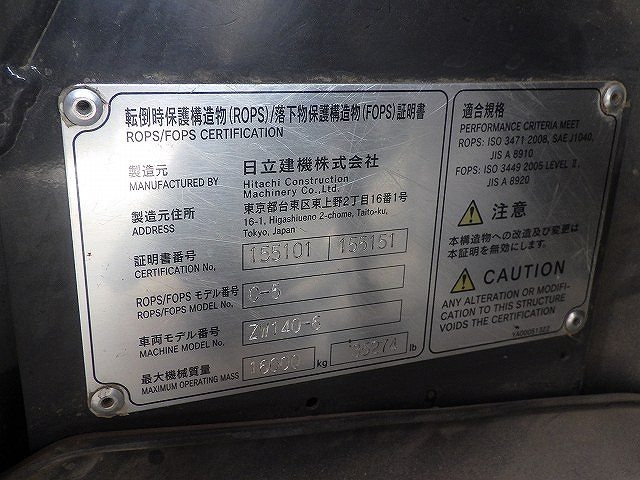 転倒時保護構造物(ROPS)/落下物保護構造物(FOPS)証明書
ROPS/FOPS CERTIFICATION
製造元
MANUFACTURED BY
日立建機株式会社
Hitachi Construction
Machinery Co.,Ltd.
製造元住所
ADDRESS
東京都台東区東上野2丁目16番1号
16-1, Higashiueno 2-chome, Taito-ku,
Tokyo, Japan
証明書番号
CERTIFICATION No.
155101 155151
ROPS/FOPS モデル番号
ROPS/FOPS MODEL No.
C-5
車両モデル番号
MACHINE MODEL No.
ZW140-6
最大機械質量
MAXIMUM OPERATING MASS
16000 kg 35274 lb
適合規格
PERFORMANCE CRITERIA MEET
ROPS: ISO 3471 2008, SAE J1040,
JIS A 8910
FOPS: ISO 3449 2005 LEVEL II,
JIS A 8920
注意
本構造物への改造及び変更は
本証明を無効にします。
CAUTION
ANY ALTERATION OR MODIFI-
CATION TO THIS STRUCTURE
VOIDS THE CERTIFICATION
YA00051322